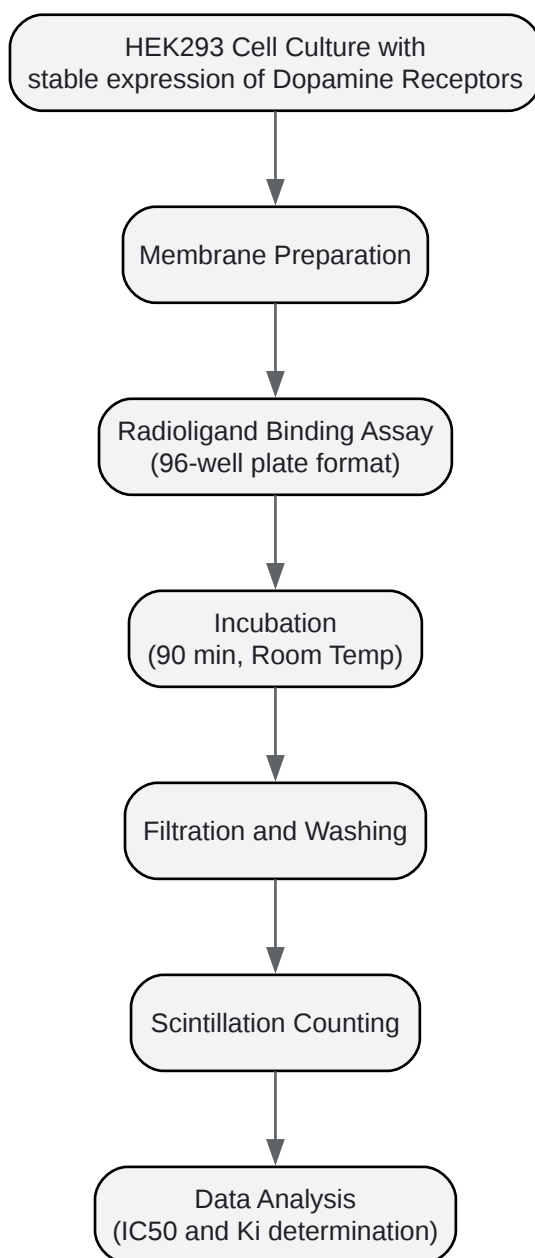 HEK293 Cell Culture with
stable expression of Dopamine Receptors
Membrane Preparation
Radioligand Binding Assay
(96-well plate format)
Incubation
(90 min, Room Temp)
Filtration and Washing
Scintillation Counting
Data Analysis
(IC50 and Ki determination)